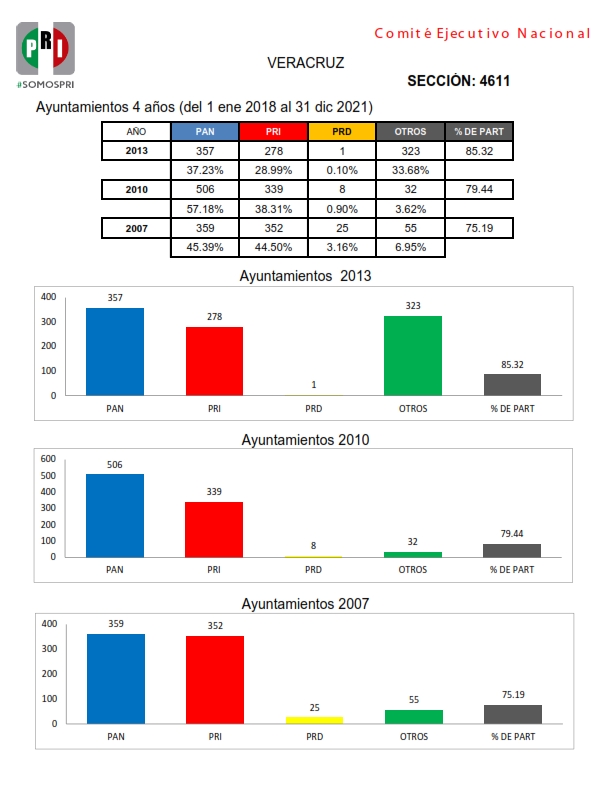 Comité Ejecutivo Nacional
PRI
#SOMOSPRI
VERACRUZ
SECCIÓN: 4611
Ayuntamientos 4 años (del 1 ene 2018 al 31 dic 2021)
AÑO PAN PRI PRD OTROS % DE PART
2013 357 278 1 323 85.32
37.23% 28.99% 0.10% 33.68%
2010 506 339 8 32 79.44
57.18% 38.31% 0.90% 3.62%
2007 359 352 25 55 75.19
45.39% 44.50% 3.16% 6.95%
Ayuntamientos 2013
400
300
200
100
0
357 278 1 323 85.32
PAN PRI PRD OTROS % DE PART
Ayuntamientos 2010
600
500
400
300
200
100
0
506 339 8 32 79.44
PAN PRI PRD OTROS % DE PART
Ayuntamientos 2007
400
300
200
100
0
359 352 25 55 75.19
PAN PRI PRD OTROS % DE PART